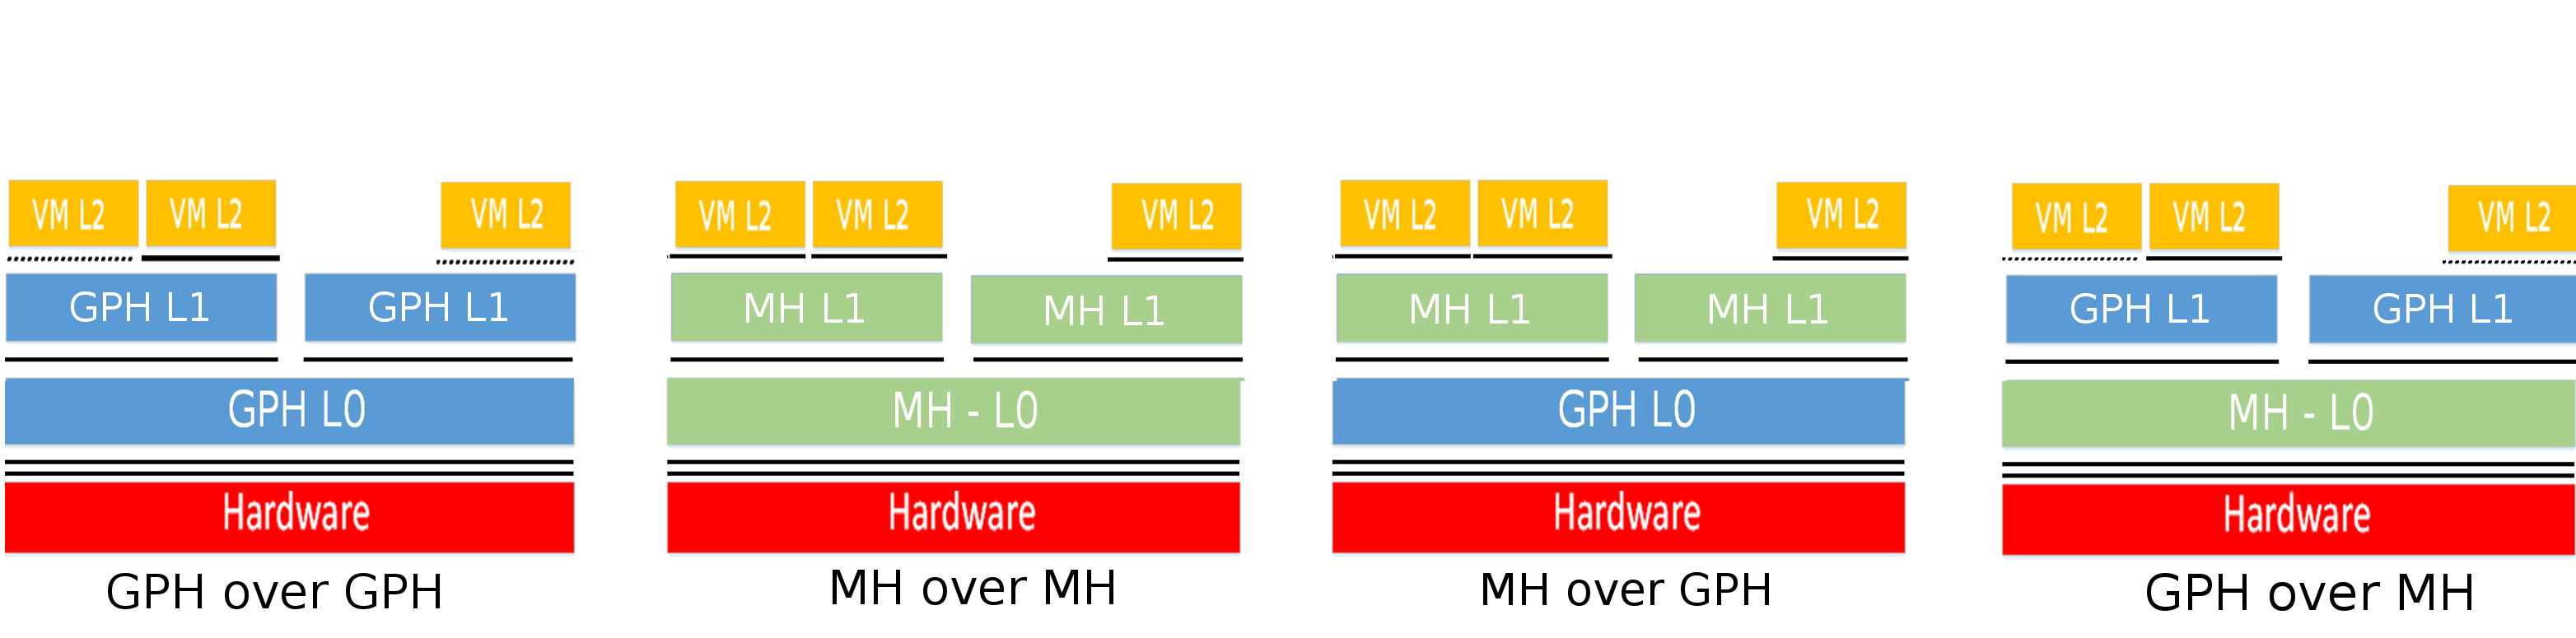 VM L2 VM L2 VM L2
GPH L1 GPH L1
GPH L0
Hardware
GPH over GPH
VM L2 VM L2 VM L2
MH L1 MH L1
MH - L0
Hardware
MH over MH
VM L2 VM L2 VM L2
MH L1 MH L1
GPH L0
Hardware
MH over GPH
VM L2 VM L2 VM L2
GPH L1 GPH L1
MH - L0
Hardware
GPH over MH